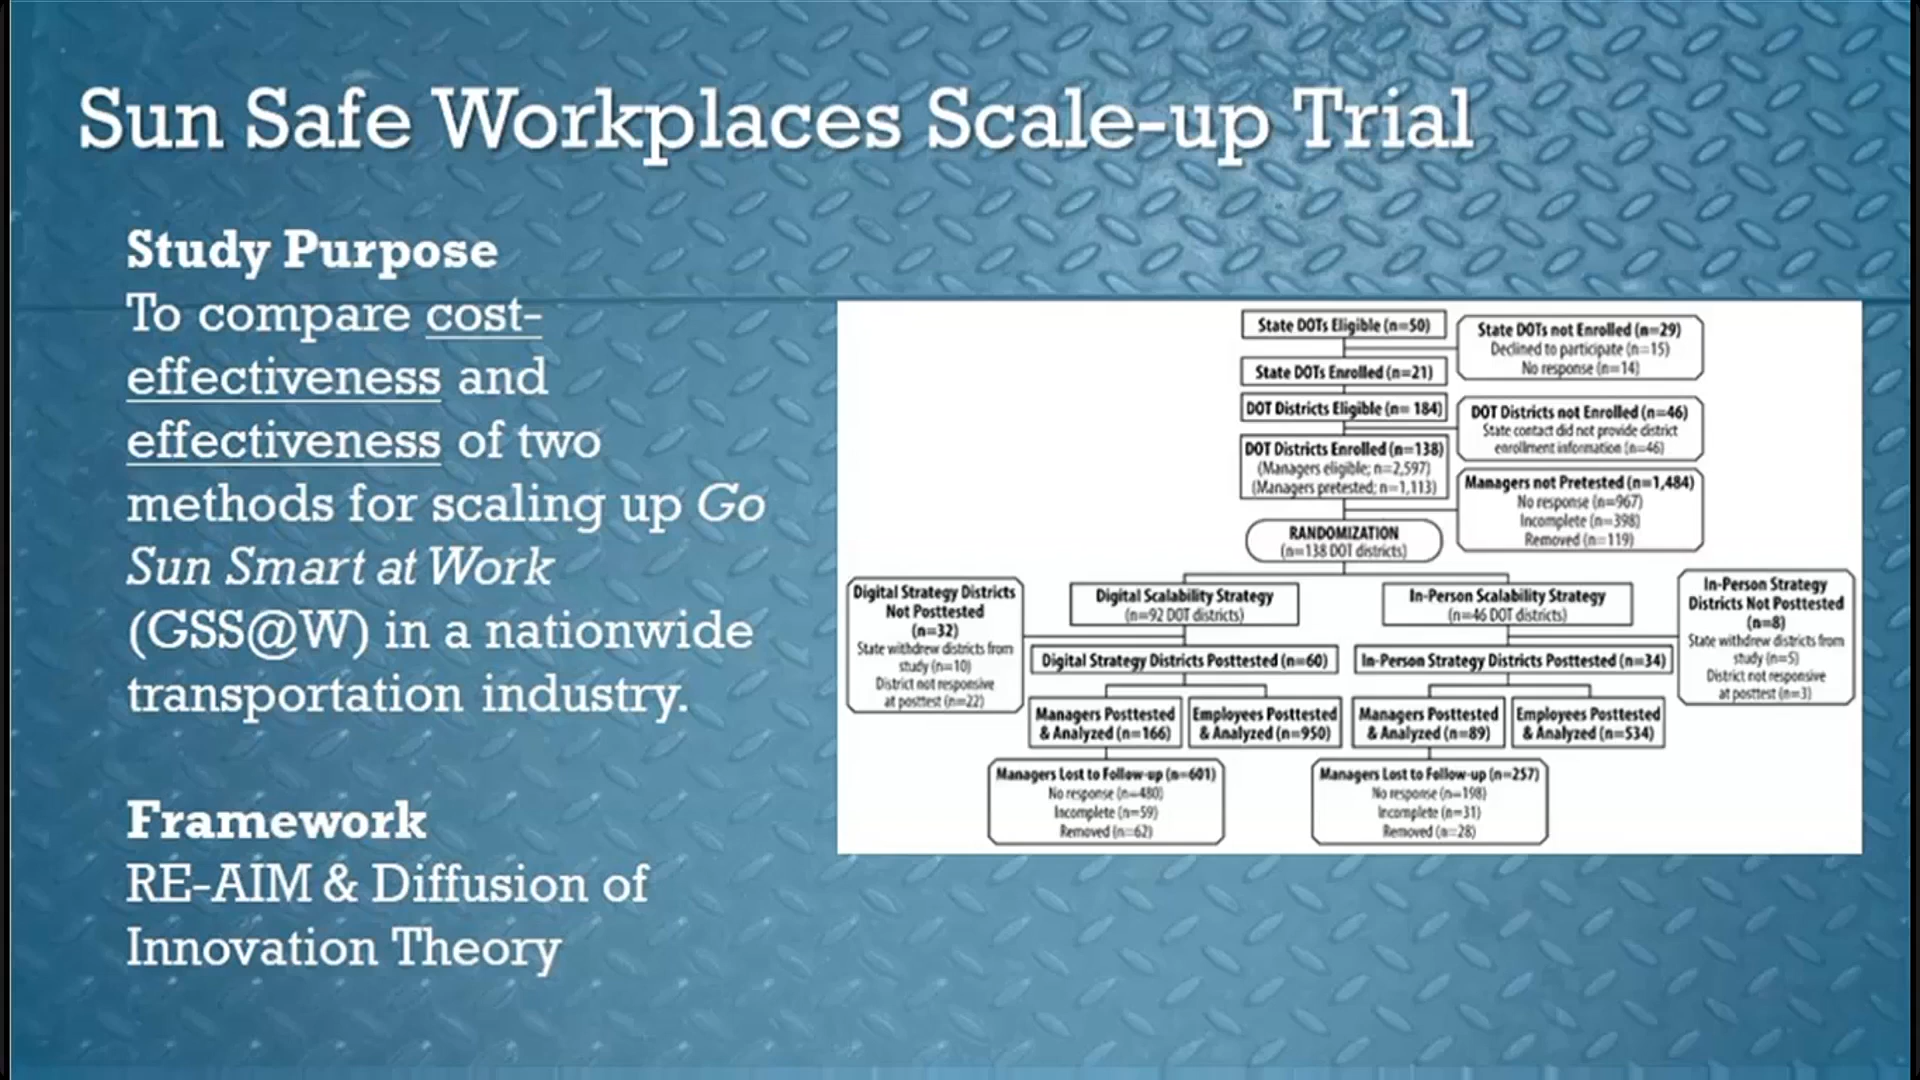 Sun Safe Workplaces Scale-up Trial
Study Purpose
To compare cost-
effectiveness and
effectiveness of two
methods for scaling up Go
Sun Smart at Work
(GSS@W) in a nationwide
transportation industry.
Framework
RE-AIM & Diffusion of
Innovation Theory
State DOTs Eligible (n=50)
State DOTs not Enrolled (n=29)
Declined to participate (n=15)
No response (n=14)
State DOTs Enrolled (n=21)
DOT Districts Eligible (n= 184)
DOT Districts not Enrolled (n=46)
State contact did not provide district
enrollment information (n=46)
DOT Districts Enrolled (n=138)
(Managers eligible; n=2,597)
(Managers pretested; n=1,113)
Managers not Pretested (n=1,484)
No response (n=967)
Incomplete (n=398)
Removed (n=119)
RANDOMIZATION
(n=138 DOT districts)
Digital Strategy Districts
Not Posttested
(n=32)
State withdrew districts from
study (n=10)
District not responsive
at posttest (n=22)
Digital Scalability Strategy
(n=92 DOT districts)
In-Person Scalability Strategy
(n=46 DOT districts)
In-Person Strategy
Districts Not Posttested
(n=8)
State withdrew districts from
study (n=5)
District not responsive
at posttest (n=3)
Digital Strategy Districts Posttested (n=60)
In-Person Strategy Districts Posttested (n=34)
Managers Posttested
& Analyzed (n=166)
Employees Posttested
& Analyzed (n=950)
Managers Posttested
& Analyzed (n=89)
Employees Posttested
& Analyzed (n=534)
Managers Lost to Follow-up (n=601)
No response (n=480)
Incomplete (n=59)
Removed (n=62)
Managers Lost to Follow-up (n=257)
No response (n=198)
Incomplete (n=31)
Removed (n=28)